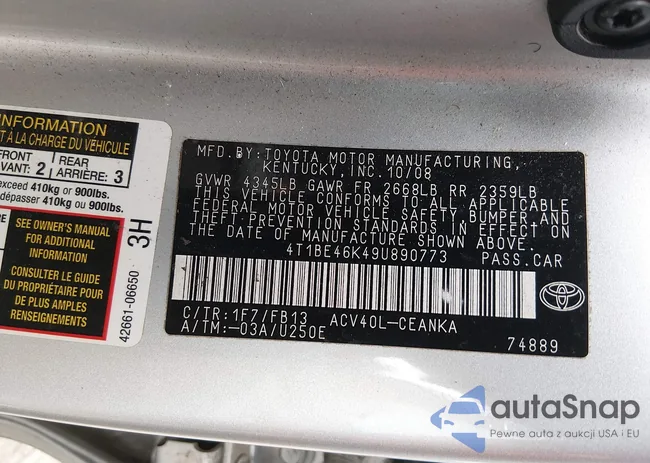 INFORMATION
T À LA CHARGE DU VÉHICULE
FRONT
AVANT: 2
REAR
ARRIÈRE: 3
exceed 410kg or 900lbs.
dépasser 410kg ou 900lbs.
SEE OWNER'S
MANUAL FOR
ADDITIONAL
INFORMATION
CONSULTER LE GUIDE
DU PROPRIÉTAIRE POUR
DE PLUS AMPLES
RENSEIGNEMENTS
3H
42661-06650
MFD.BY:TOYOTA MOTOR MANUFACTURING,
KENTUCKY,INC.10/08
GVWR 4345LB GAWR FR 2668LB RR 2359LB
THIS VEHICLE CONFORMS TO ALL APPLICABLE
FEDERAL MOTOR VEHICLE SAFETY,BUMPER,AND
THEFT PREVENTION STANDARDS IN EFFECT ON
THE DATE OF MANUFACTURE SHOWN ABOVE.
4T1BE46K49U890773 PASS.CAR
C/TR:1F7/FB13 ACV40L-CEANKA
A/TM:-03A/U250E 74889
autaSnap
Pewne auta z aukcji USA i EU